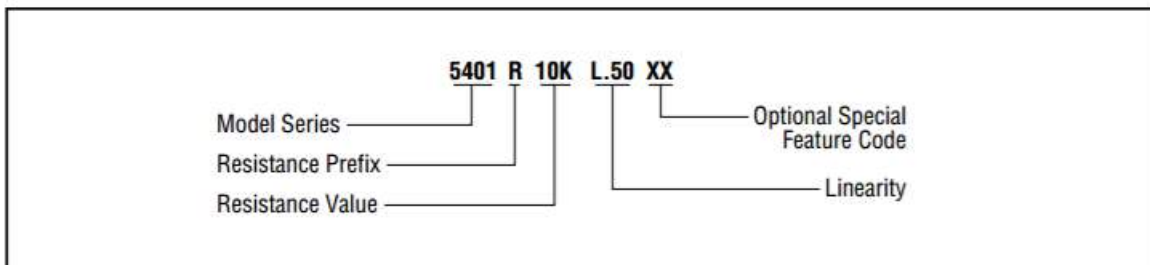 5401 R 10K L.50 XX
Model Series
Resistance Prefix
Resistance Value
Optional Special
Feature Code
Linearity